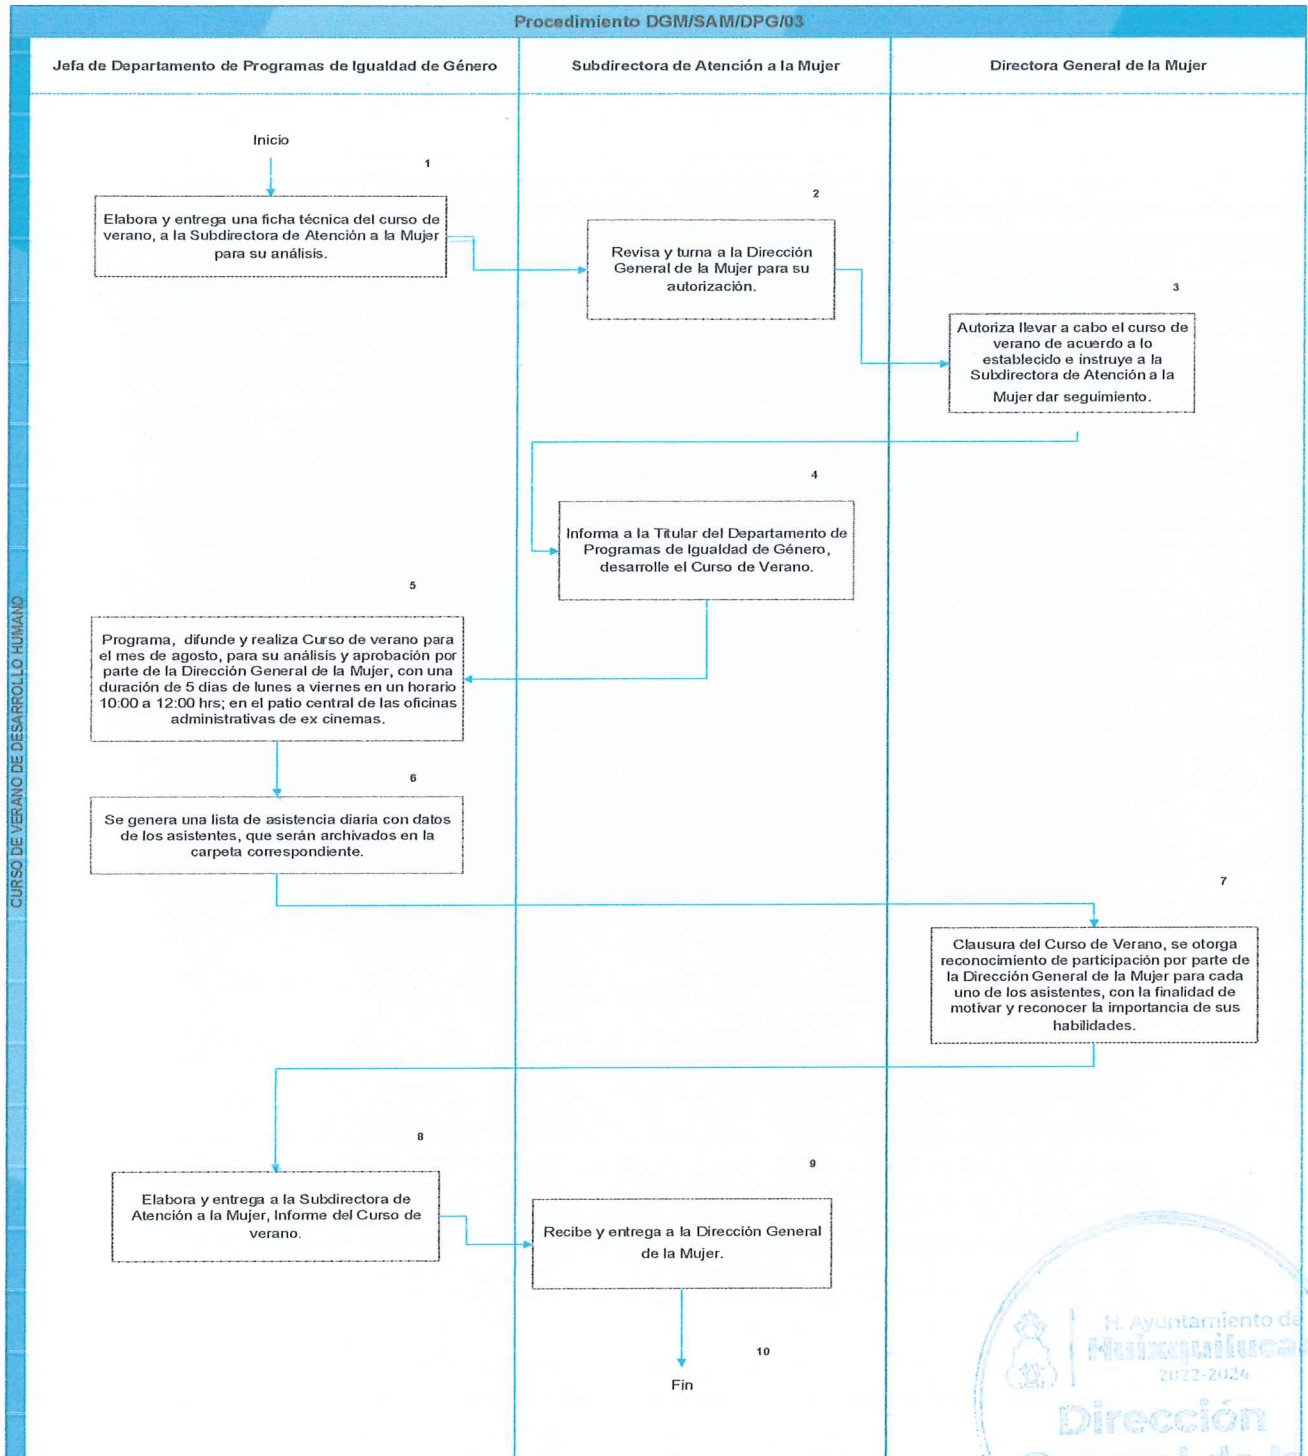 Procedimiento DGM/SAM/DPG/03
Jefa de Departamento de Programas de Igualdad de Género
Subdirectora de Atención a la Mujer
Directora General de la Mujer
CURSO DE VERANO DE DESARROLLO HUMANO
Inicio
1
Elabora y entrega una ficha técnica del curso de
verano, a la Subdirectora de Atención a la Mujer
para su análisis.
2
Revisa y turna a la Dirección
General de la Mujer para su
autorización.
3
Autoriza llevar a cabo el curso de
verano de acuerdo a lo
establecido e instruye a la
Subdirectora de Atención a la
Mujer dar seguimiento.
4
Informa a la Titular del Departamento de
Programas de Igualdad de Género,
desarrolle el Curso de Verano.
5
Programa, difunde y realiza Curso de verano para
el mes de agosto, para su análisis y aprobación por
parte de la Dirección General de la Mujer, con una
duración de 5 días de lunes a viernes en un horario
10:00 a 12:00 hrs; en el patio central de las oficinas
administrativas de ex cinemas.
6
Se genera una lista de asistencia diaria con datos
de los asistentes, que serán archivados en la
carpeta correspondiente.
7
Clausura del Curso de Verano, se otorga
reconocimiento de participación por parte de
la Dirección General de la Mujer para cada
uno de los asistentes, con la finalidad de
motivar y reconocer la importancia de sus
habilidades.
8
Elabora y entrega a la Subdirectora de
Atención a la Mujer, Informe del Curso de
verano.
9
Recibe y entrega a la Dirección General
de la Mujer.
10
Fin
H. Ayuntamiento de
Huixquiluca
2022-2024
Dirección